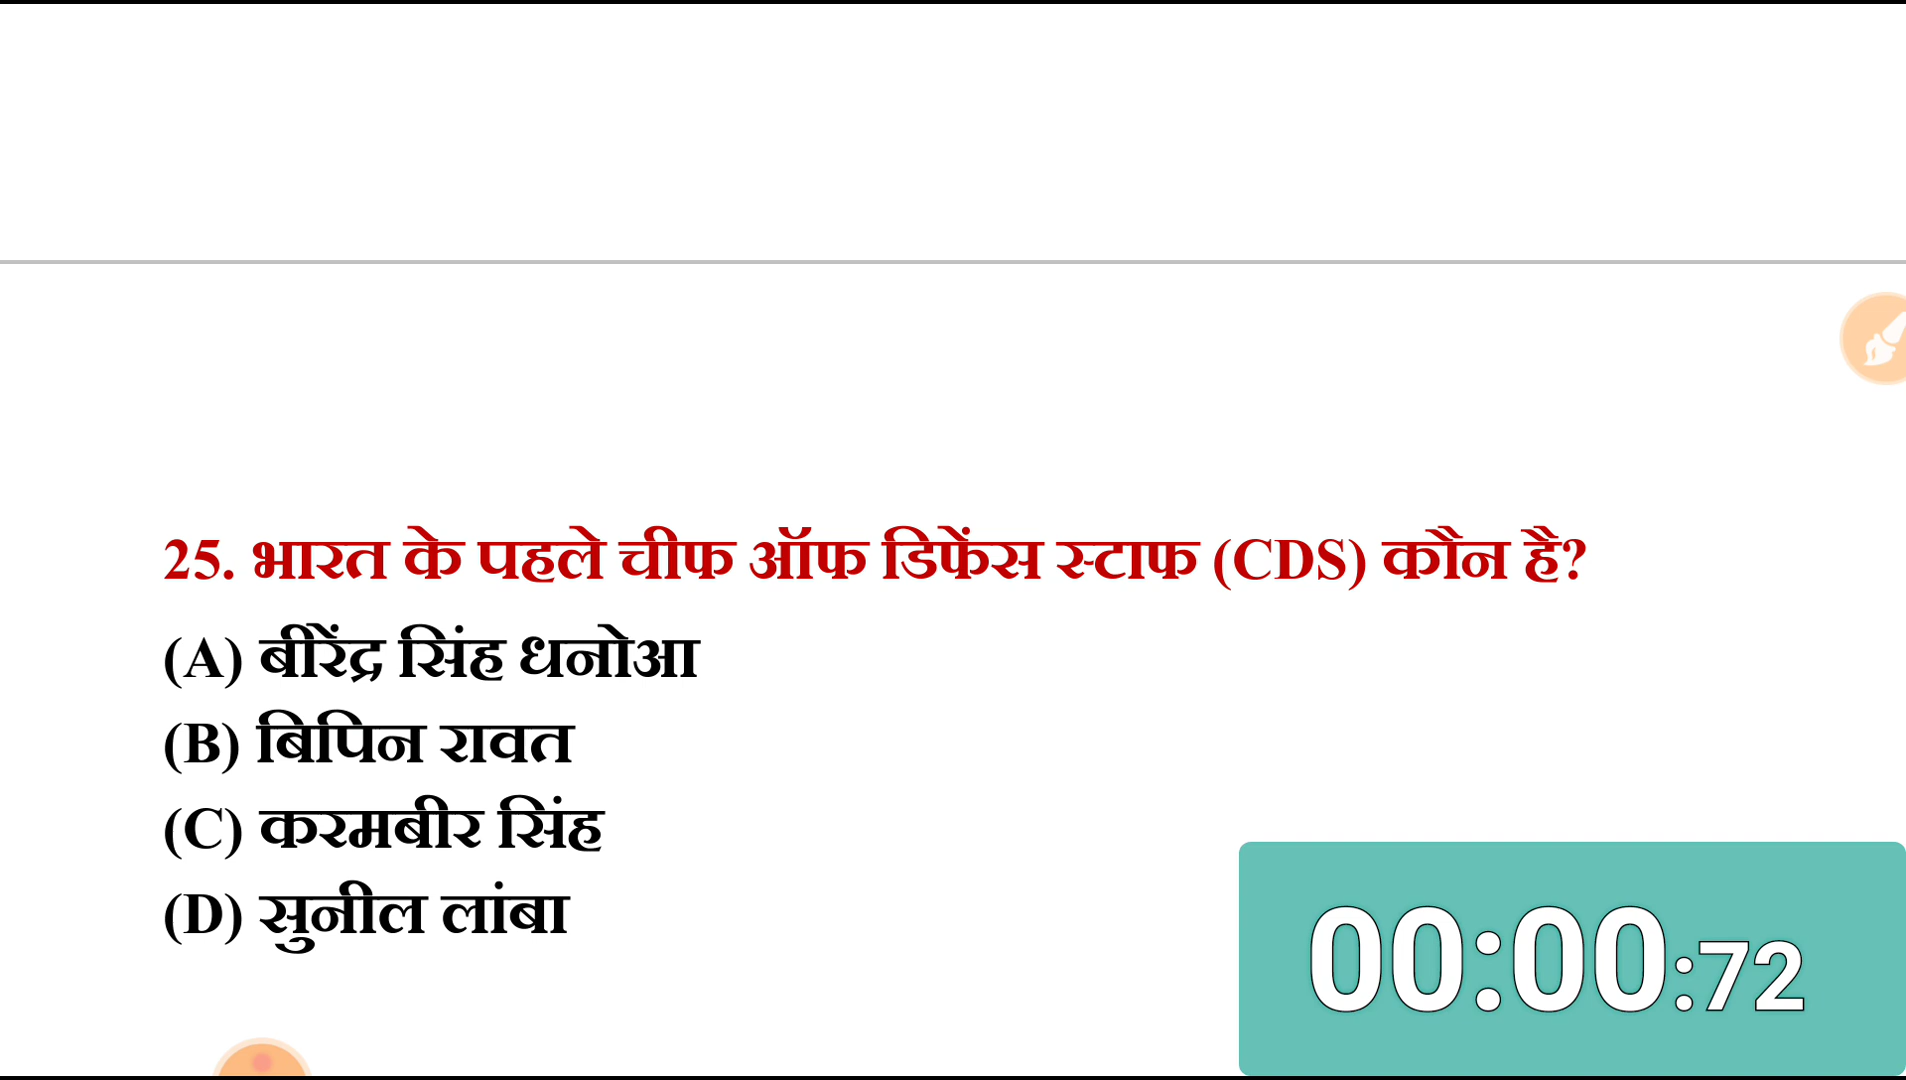 25. भारत के पहले चीफ ऑफ डिफेंस स्टाफ (CDS) कौन है?
(A) बीरेंद्र सिंह धनोआ
(B) बिपिन रावत
(C) करमबीर सिंह
(D) सुनील लांबा
00:00:72